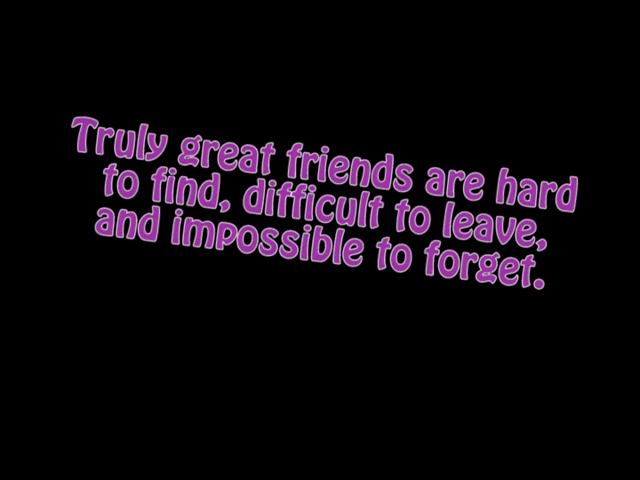 Truly great friends are hard
to find, difficult to leave,
and impossible to forget.